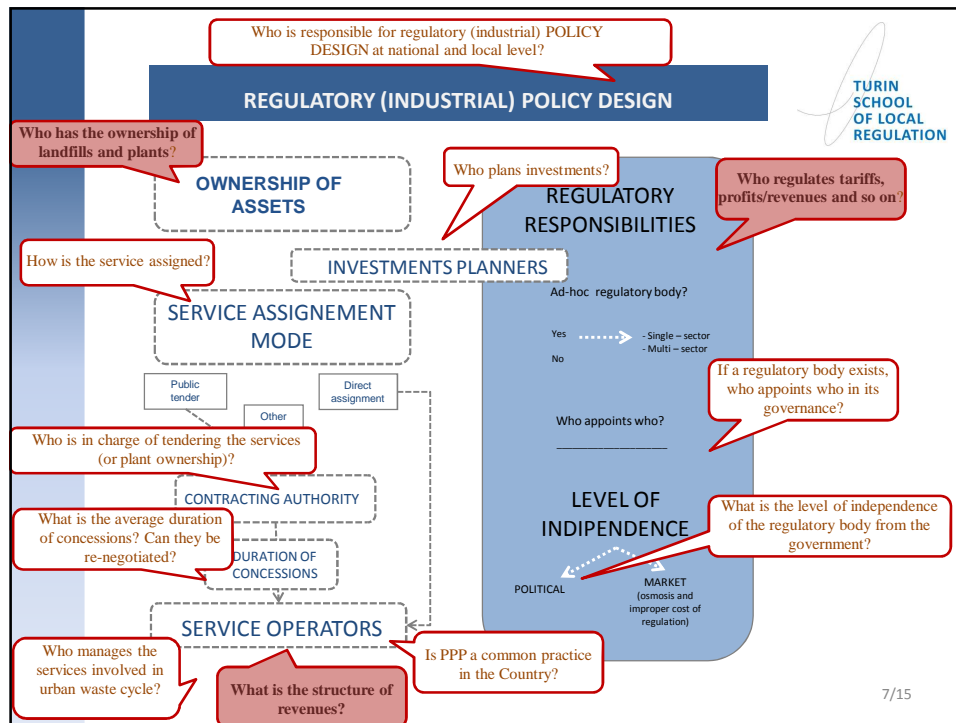 Who is responsible for regulatory (industrial) POLICY
DESIGN at national and local level?
REGULATORY (INDUSTRIAL) POLICY DESIGN
TURIN
SCHOOL
OF LOCAL
REGULATION
Who has the ownership of
landfills and plants?
OWNERSHIP OF
ASSETS
Who plans investments?
REGULATORY
RESPONSIBILITIES
Who regulates tariffs,
profits/revenues and so on?
How is the service assigned?
INVESTMENTS PLANNERS
SERVICE ASSIGNEMENT
MODE
Ad-hoc regulatory body?
Yes
- Single – sector
- Multi – sector
No
Public
tender
Other
Direct
assignment
If a regulatory body exists,
who appoints who in its
governance?
Who appoints who?
Who is in charge of tendering the services
(or plant ownership)?
CONTRACTING AUTHORITY
What is the average duration
of concessions? Can they be
re-negotiated?
DURATION OF
CONCESSIONS
LEVEL OF
INDIPENDENCE
What is the level of independence
of the regulatory body from the
government?
POLITICAL
MARKET
(osmosis and
improper cost of
regulation)
SERVICE OPERATORS
Who manages the
services involved in
urban waste cycle?
What is the structure of
revenues?
Is PPP a common practice
in the Country?
7/15